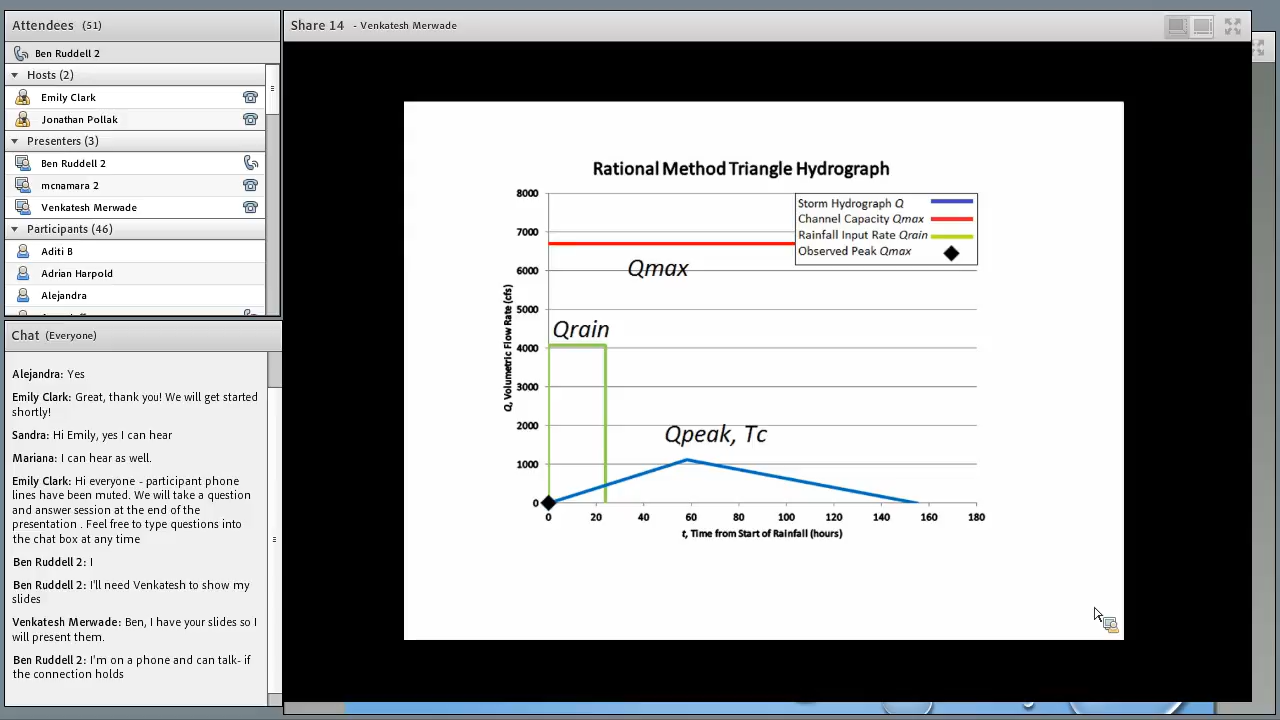 Attendees (51)
Ben Ruddell 2
Hosts (2)
Emily Clark
Jonathan Pollak
Presenters (3)
Ben Ruddell 2
mcnamara 2
Venkatesh Merwade
Participants (46)
Aditi B
Adrian Harpold
Alejandra
Chat (Everyone)
Alejandra: Yes
Emily Clark: Great, thank you! We will get started
shortly!
Sandra: Hi Emily, yes I can hear
Mariana: I can hear as well.
Emily Clark: Hi everyone - participant phone
lines have been muted. We will take a question
and answer session at the end of the
presentation . Feel free to type questions into
the chat box at any time
Ben Ruddell 2: I
Ben Ruddell 2: I'll need Venkatesh to show my
slides
Venkatesh Merwade: Ben, I have your slides so I
will present them.
Ben Ruddell 2: I'm on a phone and can talk- if
the connection holds
Share 14 - Venkatesh Merwade
Rational Method Triangle Hydrograph
Storm Hydrograph Q
Channel Capacity Qmax
Rainfall Input Rate Qrain
Observed Peak Qmax
Qmax
Qrain
Qpeak, Tc
Q, Volumetric Flow Rate (cfs)
8000
7000
6000
5000
4000
3000
2000
1000
0
0 20 40 60 80 100 120 140 160 180
t, Time from Start of Rainfall (hours)